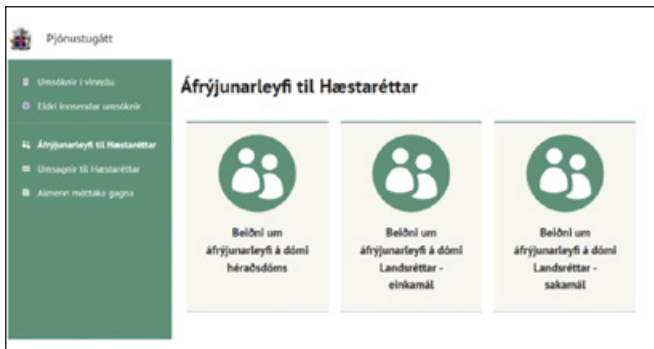 Þjónustugátt
Umsóknir í vinnslu
Eldri innsendar umsóknir
Áfrýjunarleyfi til Hæstaréttar
Umsagnir til Hæstaréttar
Almenn móttaka gagna
Áfrýjunarleyfi til Hæstaréttar
Beiðni um
áfrýjunarleyfi á dómi
héraðsdóms
Beiðni um
áfrýjunarleyfi á dómi
Landsréttar -
einkamál
Beiðni um
áfrýjunarleyfi á dómi
Landsréttar -
sakamál